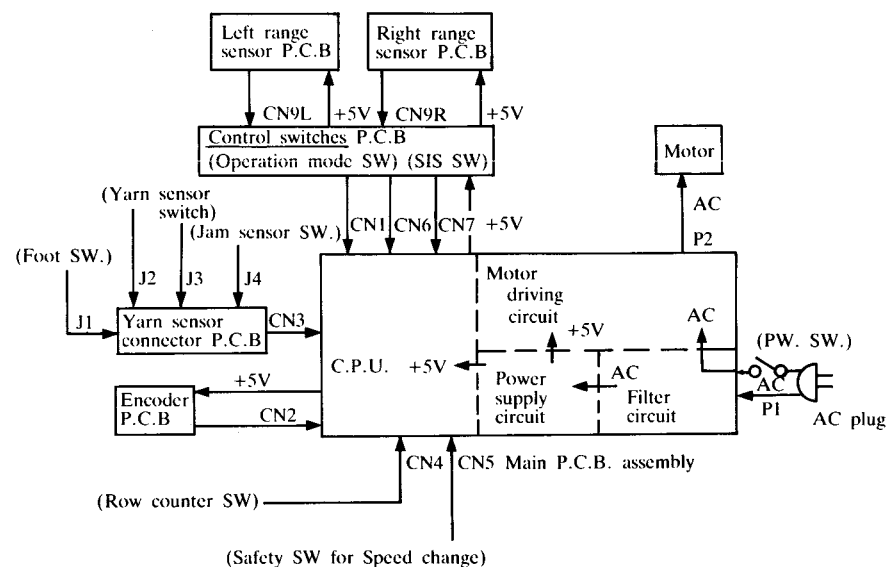 Left range
sensor P.C.B
Right range
sensor P.C.B
CN9L
+5V
CN9R
+5V
Control switches P.C.B
(Operation mode SW) (SIS SW)
Motor
AC
P2
(Yarn sensor
switch)
(Jam sensor SW.)
(Foot SW.)
CN1
CN6
CN7
+5V
J1
J2
J3
J4
Yarn sensor
connector P.C.B
CN3
Motor
driving
circuit
+5V
AC
(PW. SW.)
C.P.U.
+5V
Power
supply
circuit
AC
Filter
circuit
AC
P1
AC plug
Encoder
P.C.B
+5V
CN2
CN4
CN5
Main P.C.B. assembly
(Row counter SW)
(Safety SW for Speed change)